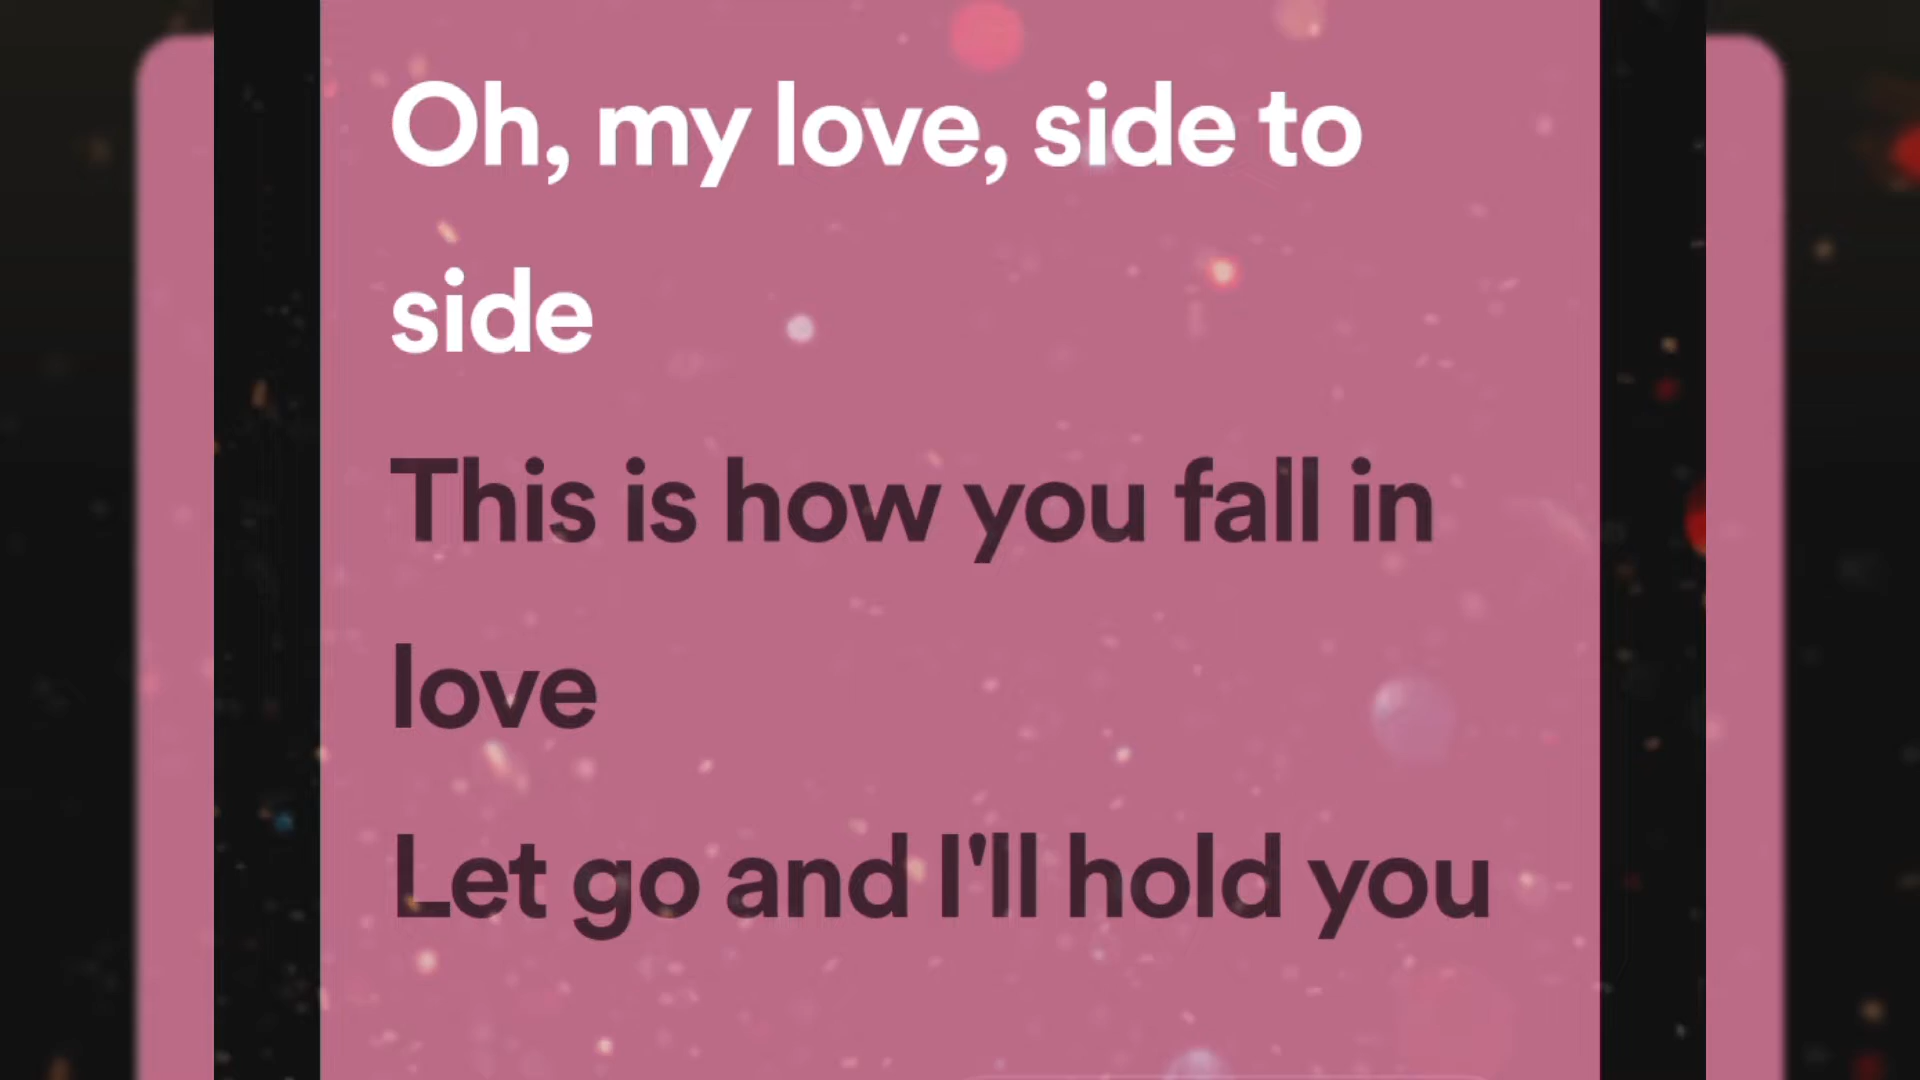 Oh, my love, side to
side
This is how you fall in
love
Let go and I'll hold you